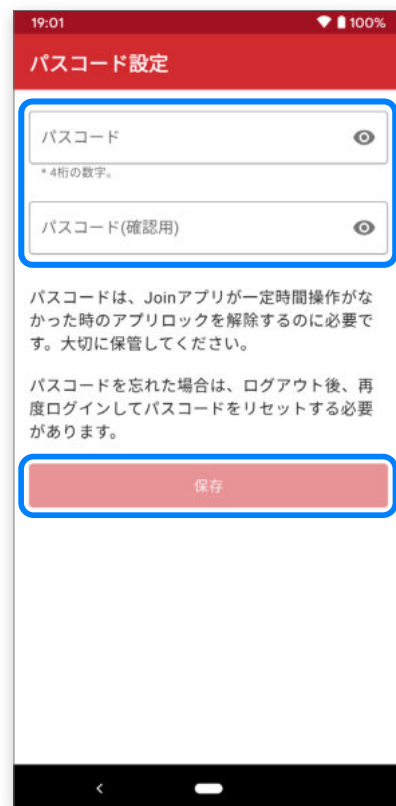 19:01 100%
パスコード設定
パスコード
* 4桁の数字。
パスコード(確認用)
パスコードは、Joinアプリが一定時間操作がな
かった時のアプリロックを解除するのに必要で
す。大切に保管してください。
パスコードを忘れた場合は、ログアウト後、再
度ログインしてパスコードをリセットする必要
があります。
保存